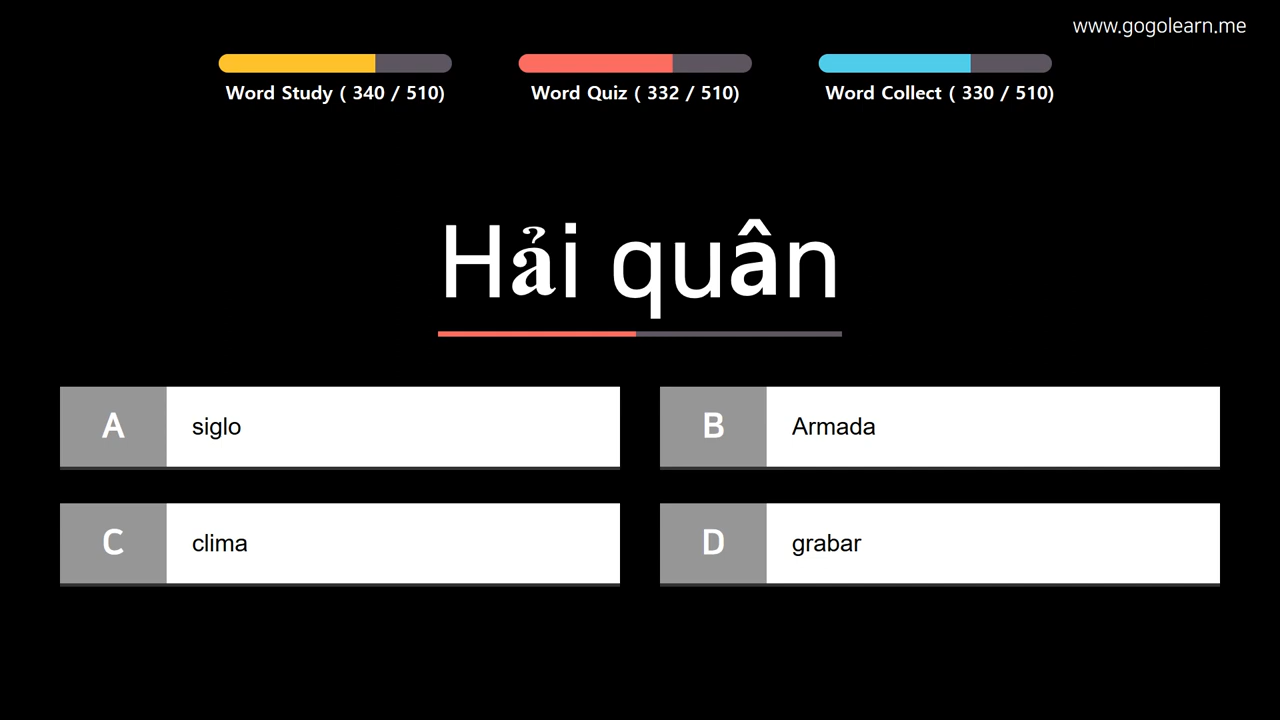 www.gogolearn.me
Word Study ( 340 / 510)
Word Quiz ( 332 / 510)
Word Collect ( 330 / 510)
Hải quân
A siglo
B Armada
C clima
D grabar